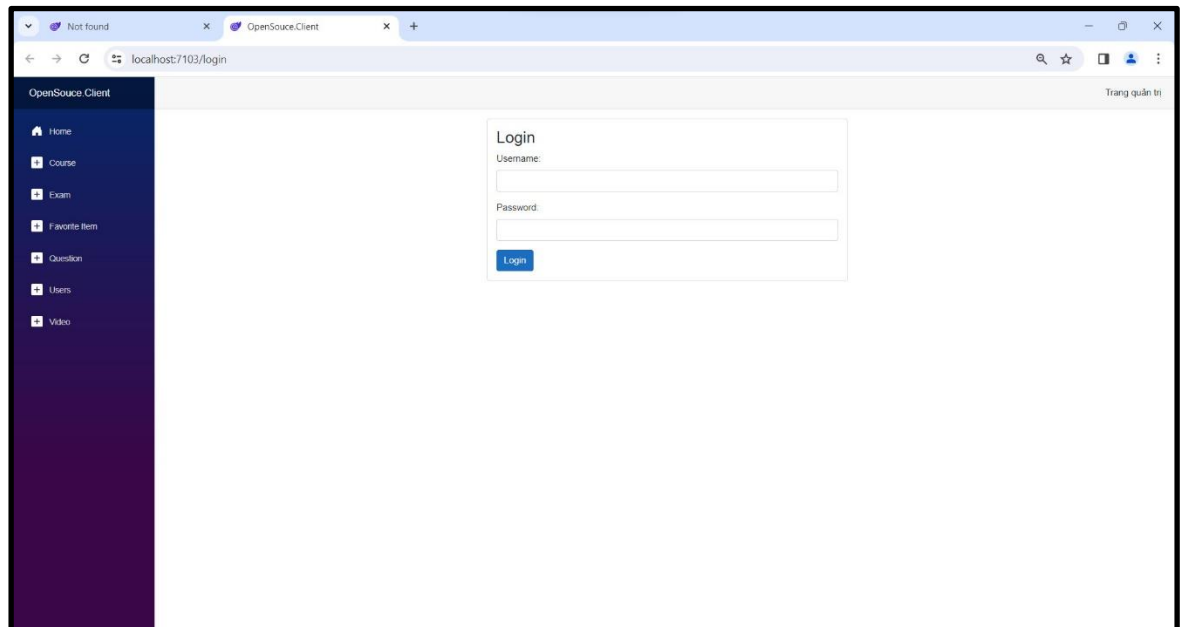 Not found
OpenSouce.Client
localhost:7103/login
OpenSouce.Client
Trang quản trị
Home
Course
Exam
Favorite Item
Question
Users
Video
Login
Username:
Password:
Login